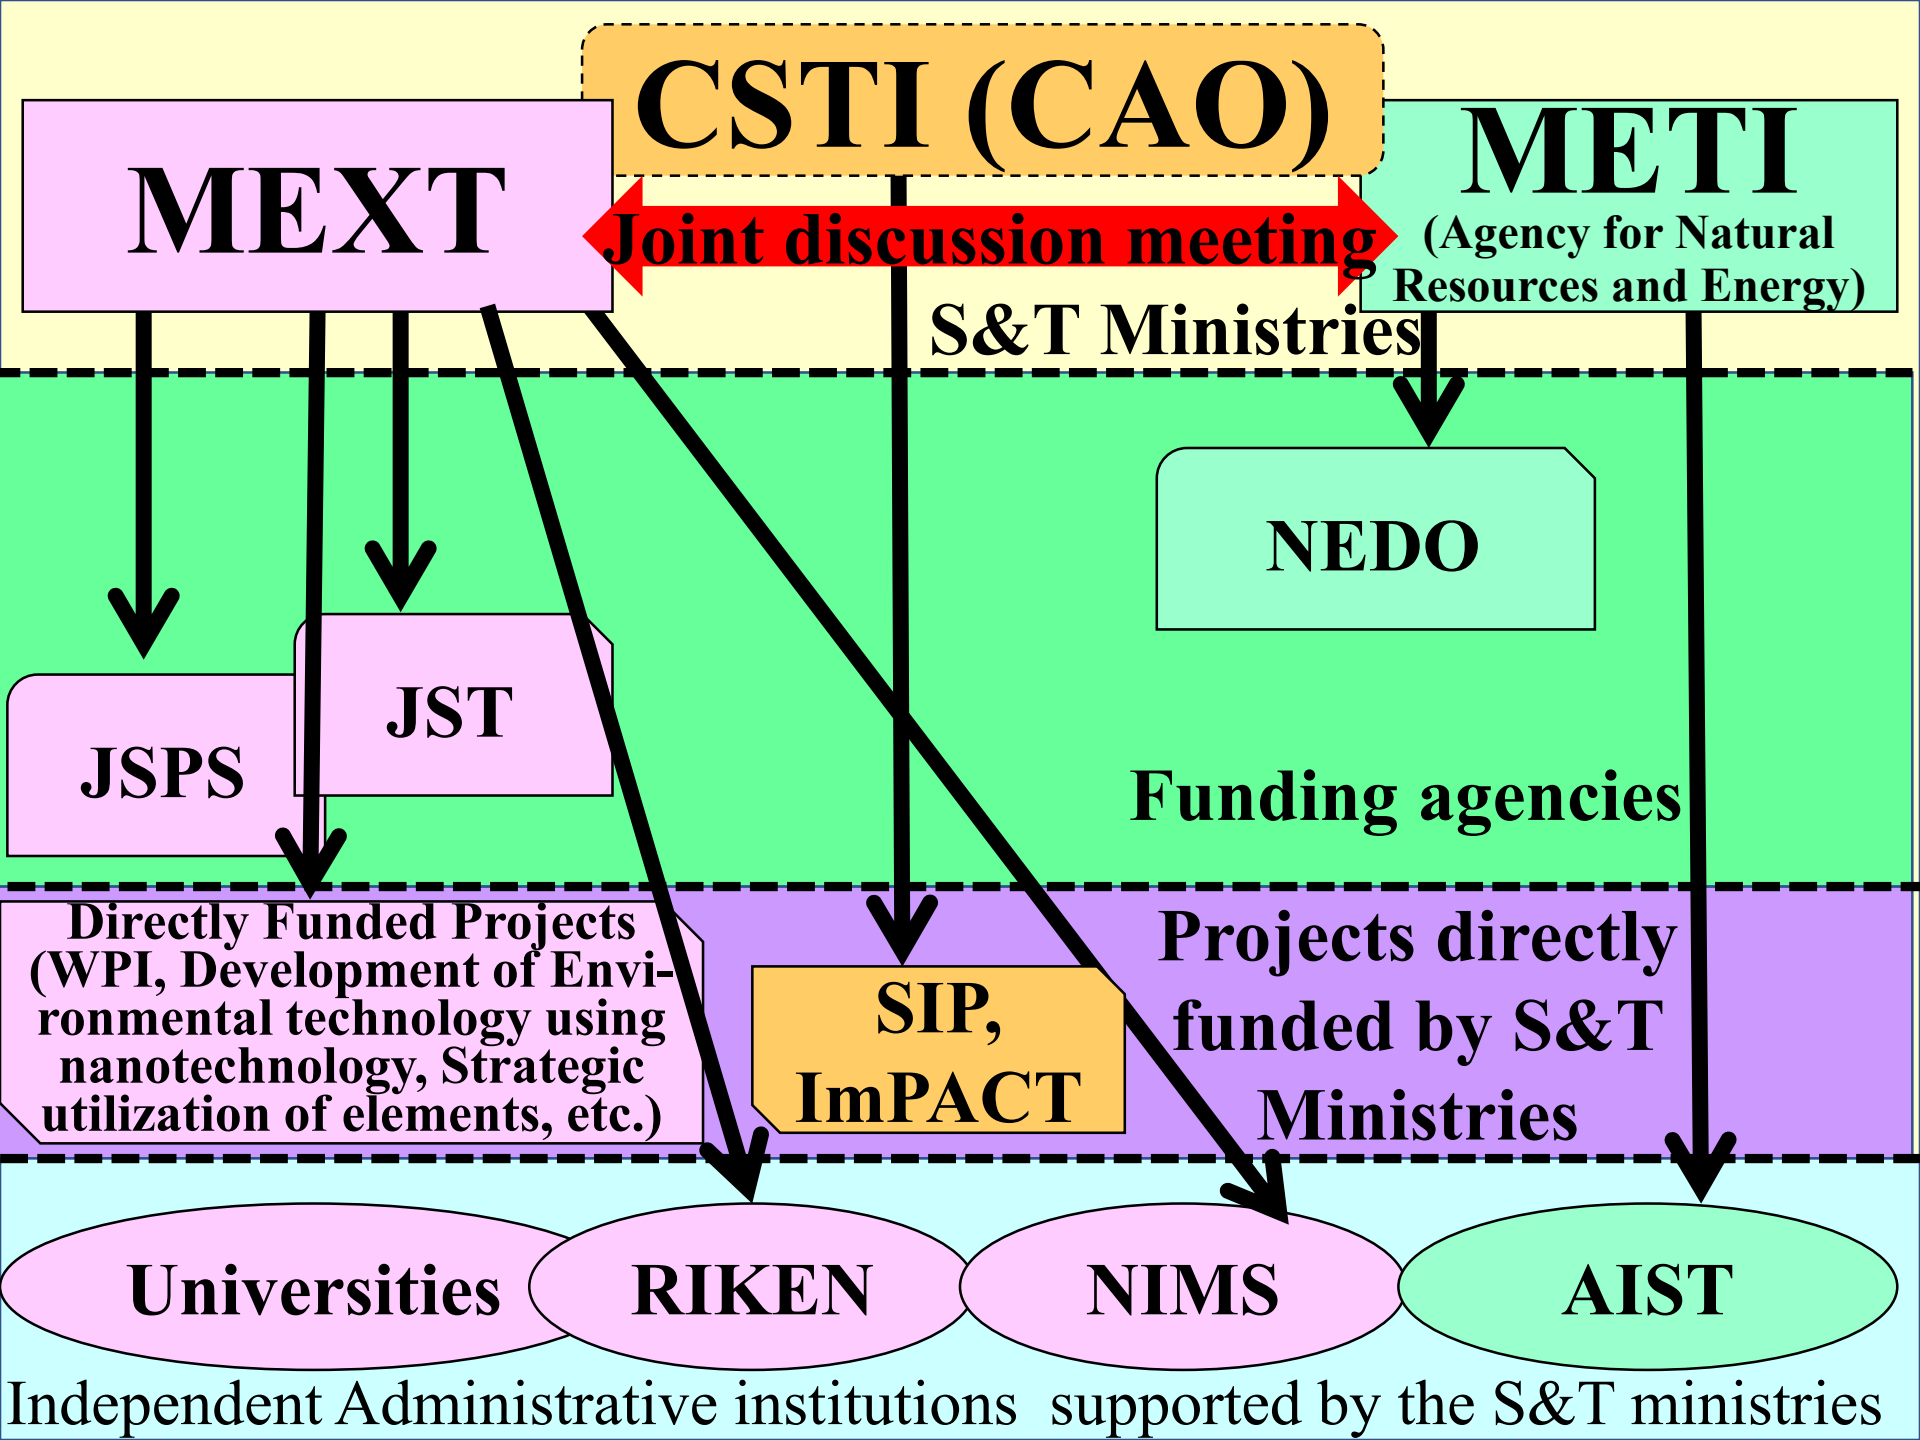 CSTI (CAO)
MEXT
METI
(Agency for Natural
Resources and Energy)
Joint discussion meeting
S&T Ministries
NEDO
JST
JSPS
Funding agencies
Directly Funded Projects
(WPI, Development of Envi-
ronmental technology using
nanotechnology, Strategic
utilization of elements, etc.)
SIP,
ImPACT
Projects directly
funded by S&T
Ministries
Universities
RIKEN
NIMS
AIST
Independent Administrative institutions supported by the S&T ministries